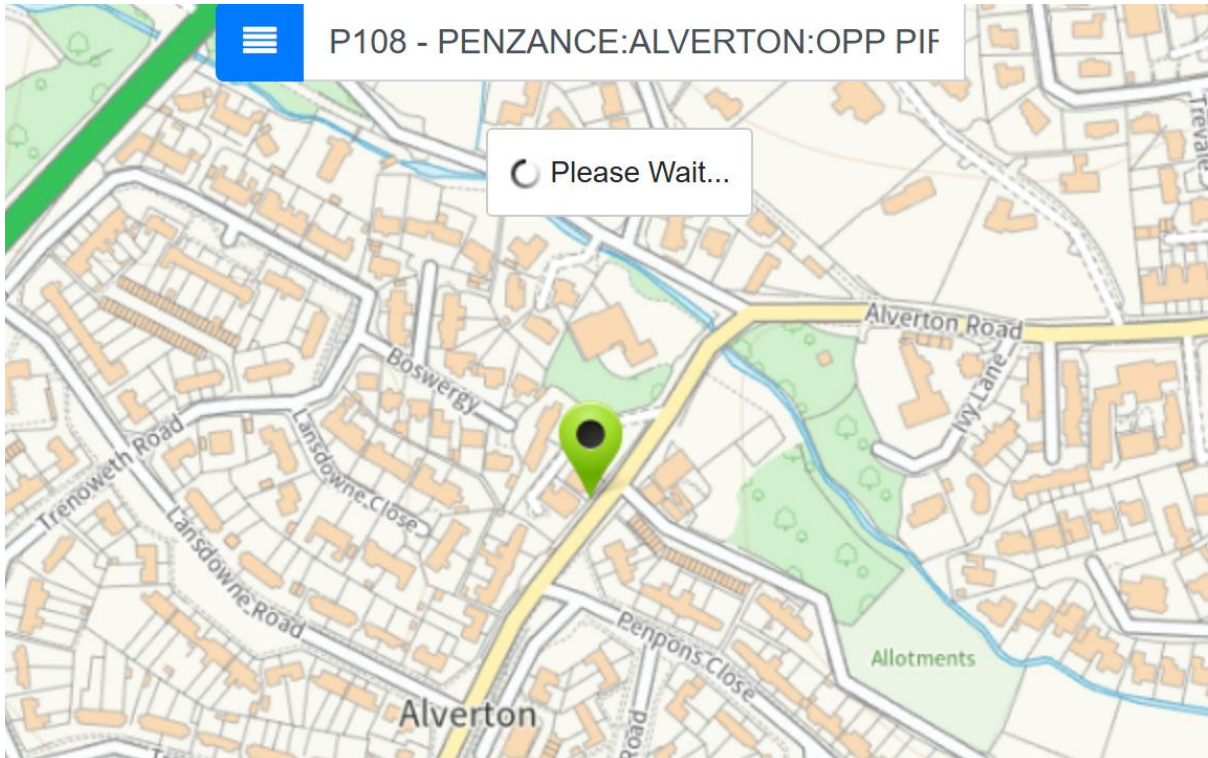 P108 - PENZANCE:ALVERTON:OPP PIF
Trevale
Please Wait...
Alverton Road
Ivy Lane
Boswergy
Lansdowne Close
Trenoweth Road
Lansdowne Road
Penpons Close
Allotments
Alverton
Road